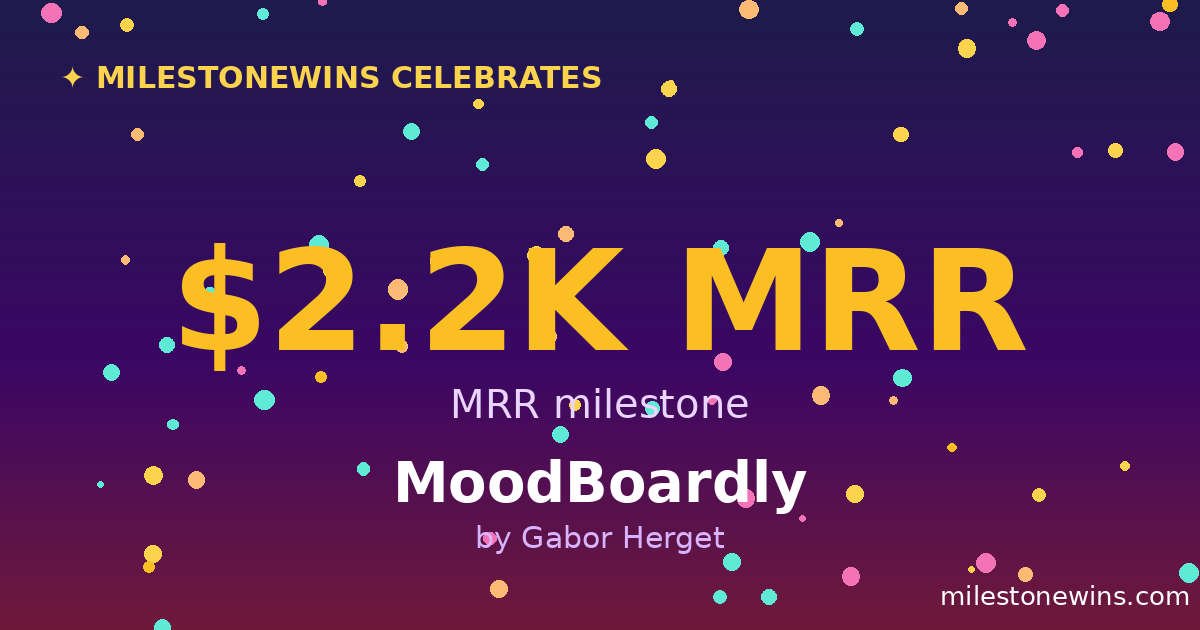 ✦ MILESTONEWINS CELEBRATES
$2.2K MRR
MRR milestone
MoodBoardly
by Gabor Herget
milestonewins.com